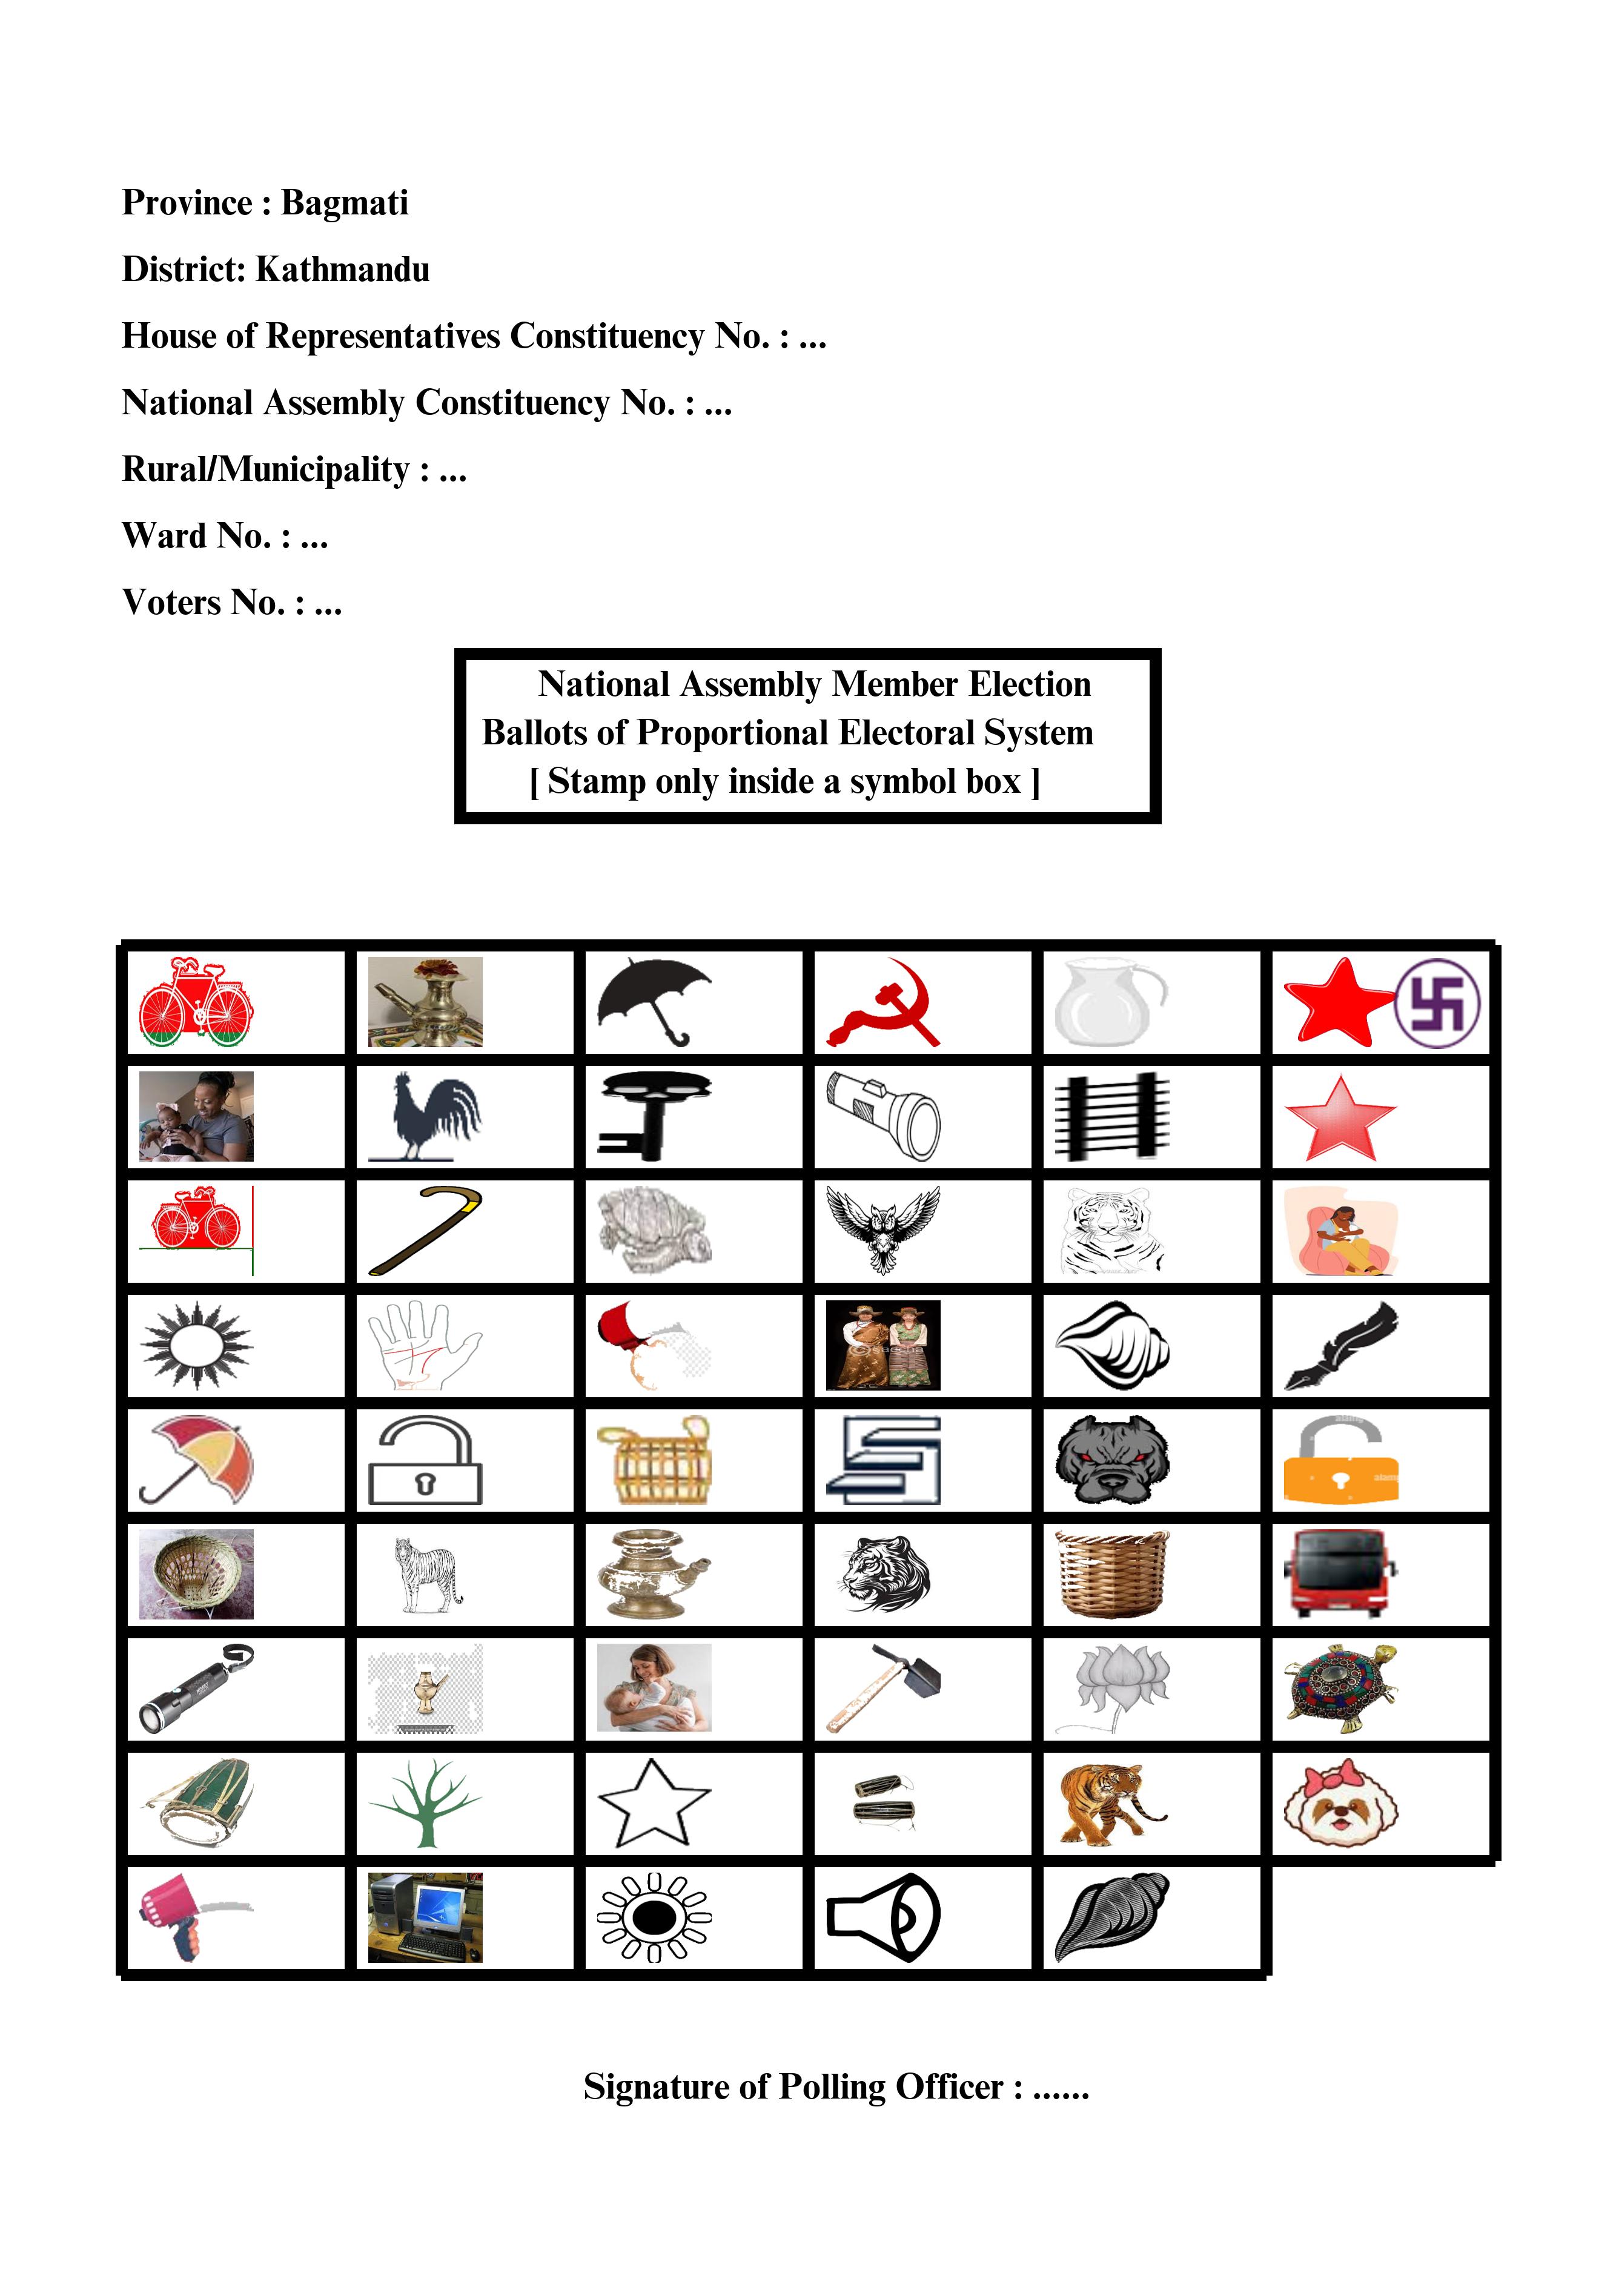 Province : Bagmati
District: Kathmandu
House of Representatives Constituency No. : ...
National Assembly Constituency No. : ...
Rural/Municipality : ...
Ward No. : ...
Voters No. : ...
National Assembly Member Election
Ballots of Proportional Electoral System
[ Stamp only inside a symbol box ]
Signature of Polling Officer : ......